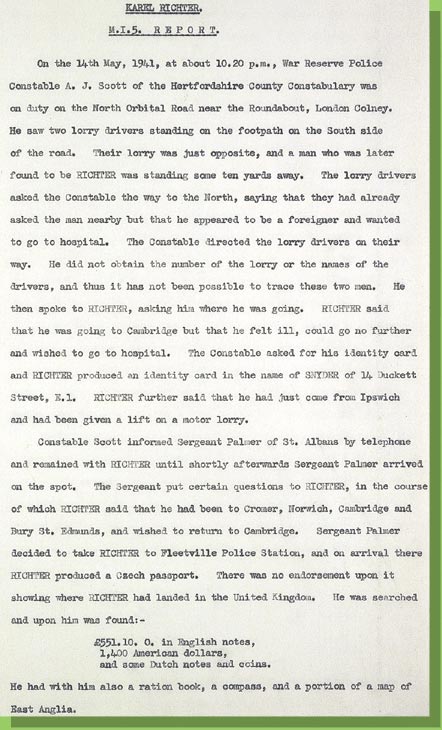 KAREL RICHTER.
M.I.5. REPORT.
On the 14th May, 1941, at about 10.20 p.m., War Reserve Police
Constable A. J. Scott of the Hertfordshire County Constabulary was
on duty on the North Orbital Road near the Roundabout, London Colney.
He saw two lorry drivers standing on the footpath on the South side
of the road. Their lorry was just opposite, and a man who was later
found to be RICHTER was standing some ten yards away. The lorry drivers
asked the Constable the way to the North, saying that they had already
asked the man nearby but that he appeared to be a foreigner and wanted
to go to hospital. The Constable directed the lorry drivers on their
way. He did not obtain the number of the lorry or the names of the
drivers, and thus it has not been possible to trace these two men. He
then spoke to RICHTER, asking him where he was going. RICHTER said
that he was going to Cambridge but that he felt ill, could go no further
and wished to go to hospital. The Constable asked for his identity card
and RICHTER produced an identity card in the name of SNYDER of 14 Duckett
Street, E.1. RICHTER further said that he had just come from Ipswich
and had been given a lift on a motor lorry.
Constable Scott informed Sergeant Palmer of St. Albans by telephone
and remained with RICHTER until shortly afterwards Sergeant Palmer arrived
on the spot. The Sergeant put certain questions to RICHTER, in the course
of which RICHTER said that he had been to Cromer, Norwich, Cambridge and
Bury St. Edmunds, and wished to return to Cambridge. Sergeant Palmer
decided to take RICHTER to Fleetville Police Station, and on arrival there
RICHTER produced a Czech passport. There was no endorsement upon it
showing where RICHTER had landed in the United Kingdom. He was searched
and upon him was found:-
£551.10. 0. in English notes,
1,400 American dollars,
and some Dutch notes and coins.
He had with him also a ration book, a compass, and a portion of a map of
East Anglia.